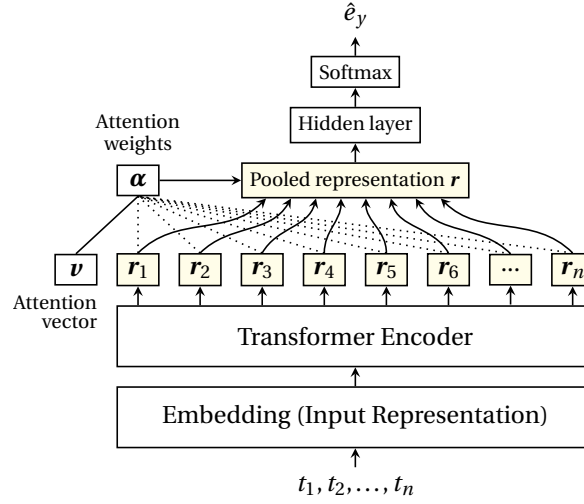 ê_y
Softmax
Hidden layer
Attention
weights
α
Pooled representation r
v
r_1 r_2 r_3 r_4 r_5 r_6 ... r_n
Attention
vector
Transformer Encoder
Embedding (Input Representation)
t_1, t_2, ..., t_n